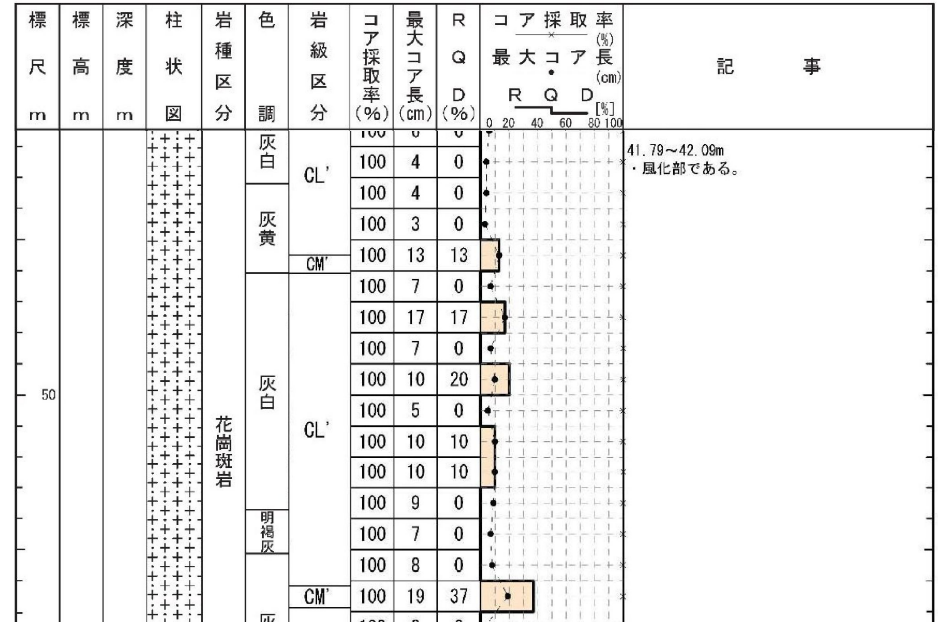 標尺 m
標高 m
深度 m
柱状図
岩種区分
色調
岩級区分
コア採取率(%)
最大コア長(cm)
RQD(%)
コア採取率
(%)
最大コア長
(cm)
RQD
[%]
0 20 40 60 80 100
記事
灰白
CL'
100 4 0
41.79～42.09m
・風化部である。
100 4 0
灰黄
100 3 0
100 13 13
CM'
100 7 0
100 17 17
100 7 0
灰白
100 10 20
50
100 5 0
花崗斑岩
CL'
100 10 10
100 10 10
100 9 0
明褐灰
100 7 0
100 8 0
CM'
100 19 37